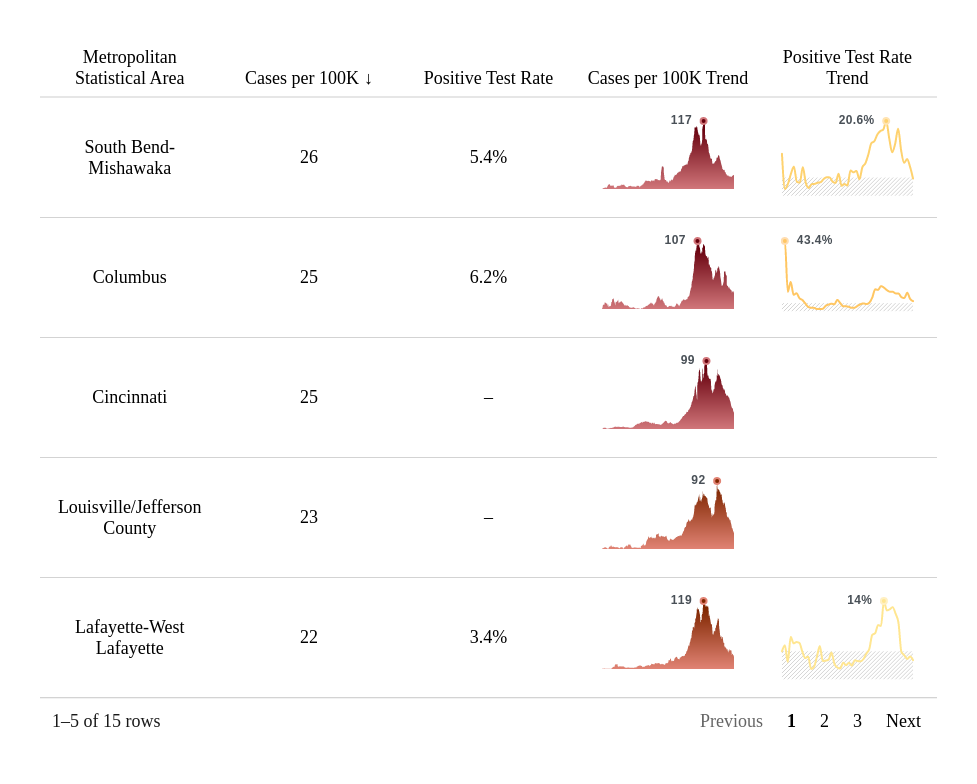 Metropolitan
Statistical Area
Cases per 100K ↓
Positive Test Rate
Cases per 100K Trend
Positive Test Rate
Trend
South Bend-
Mishawaka
26
5.4%
117
20.6%
Columbus
25
6.2%
107
43.4%
Cincinnati
25
–
99
Louisville/Jefferson
County
23
–
92
Lafayette-West
Lafayette
22
3.4%
119
14%
1–5 of 15 rows
Previous 1 2 3 Next